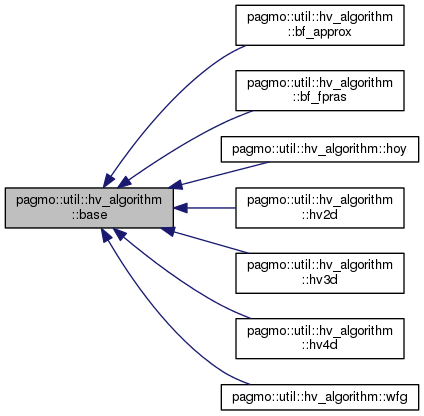 pagmo::util::hv_algorithm
::bf_approx
pagmo::util::hv_algorithm
::bf_fpras
pagmo::util::hv_algorithm::hoy
pagmo::util::hv_algorithm
::base
pagmo::util::hv_algorithm
::hv2d
pagmo::util::hv_algorithm
::hv3d
pagmo::util::hv_algorithm
::hv4d
pagmo::util::hv_algorithm::wfg